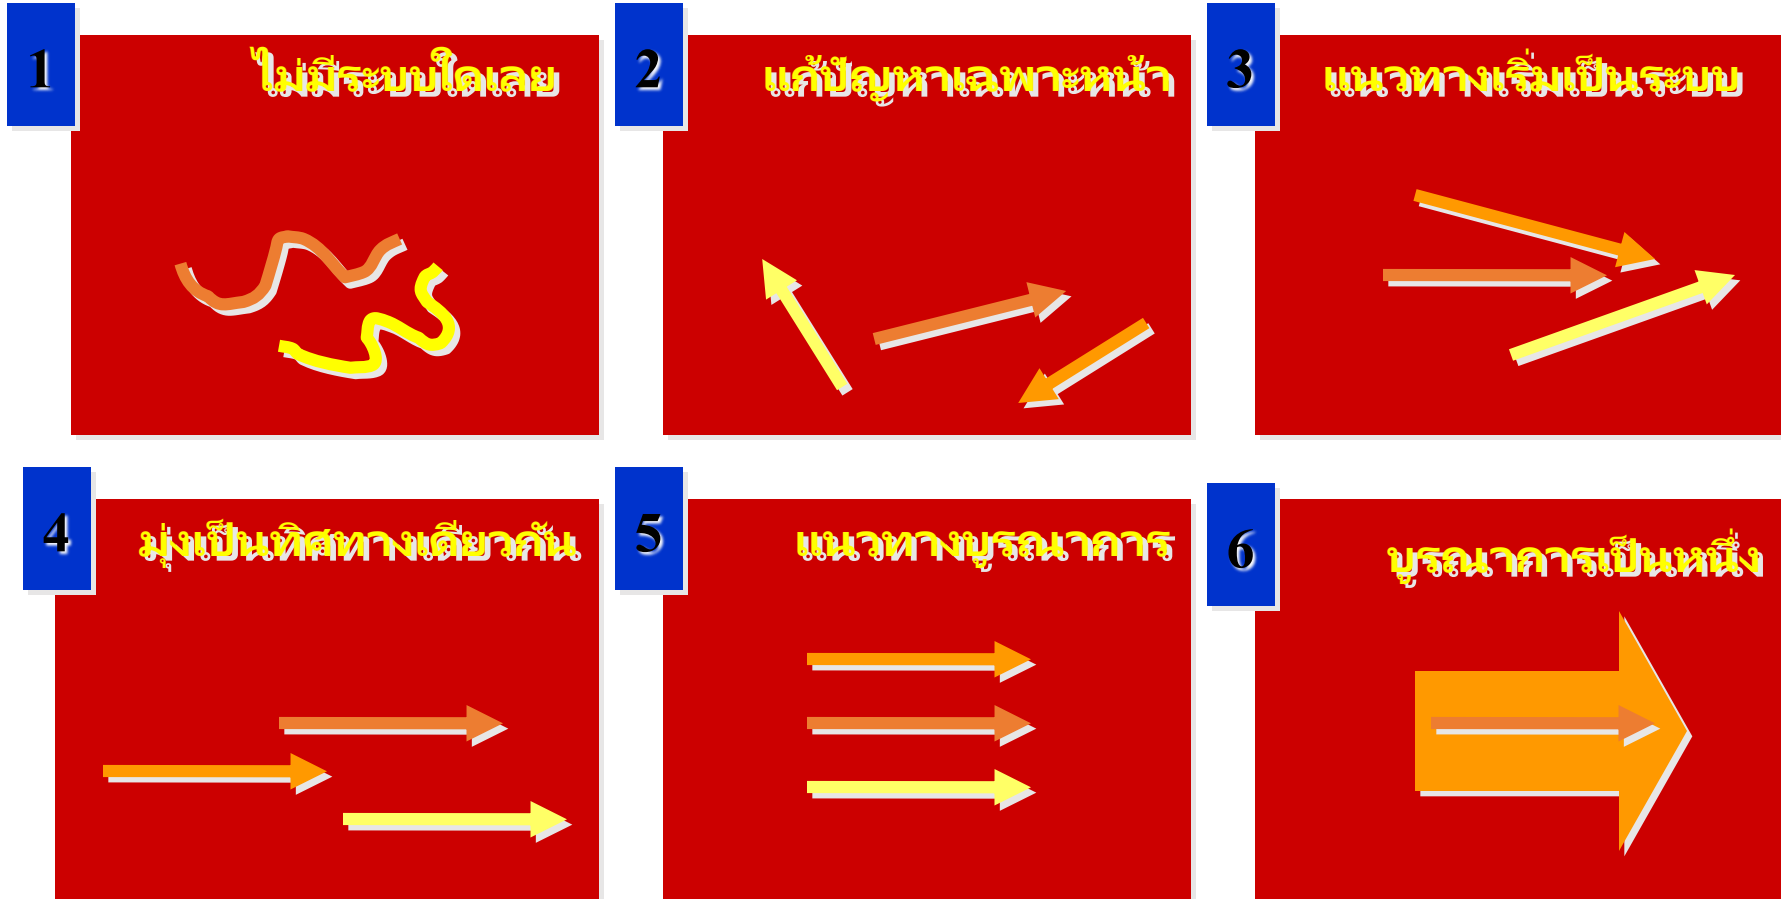 1
ไม่มีระบบใดเลย
2
แก้ปัญหาเฉพาะหน้า
3
แนวทางเริ่มเป็นระบบ
4
มุ่งเป็นทิศทางเดียวกัน
5
แนวทางบูรณาการ
6
บูรณาการเป็นหนึ่ง